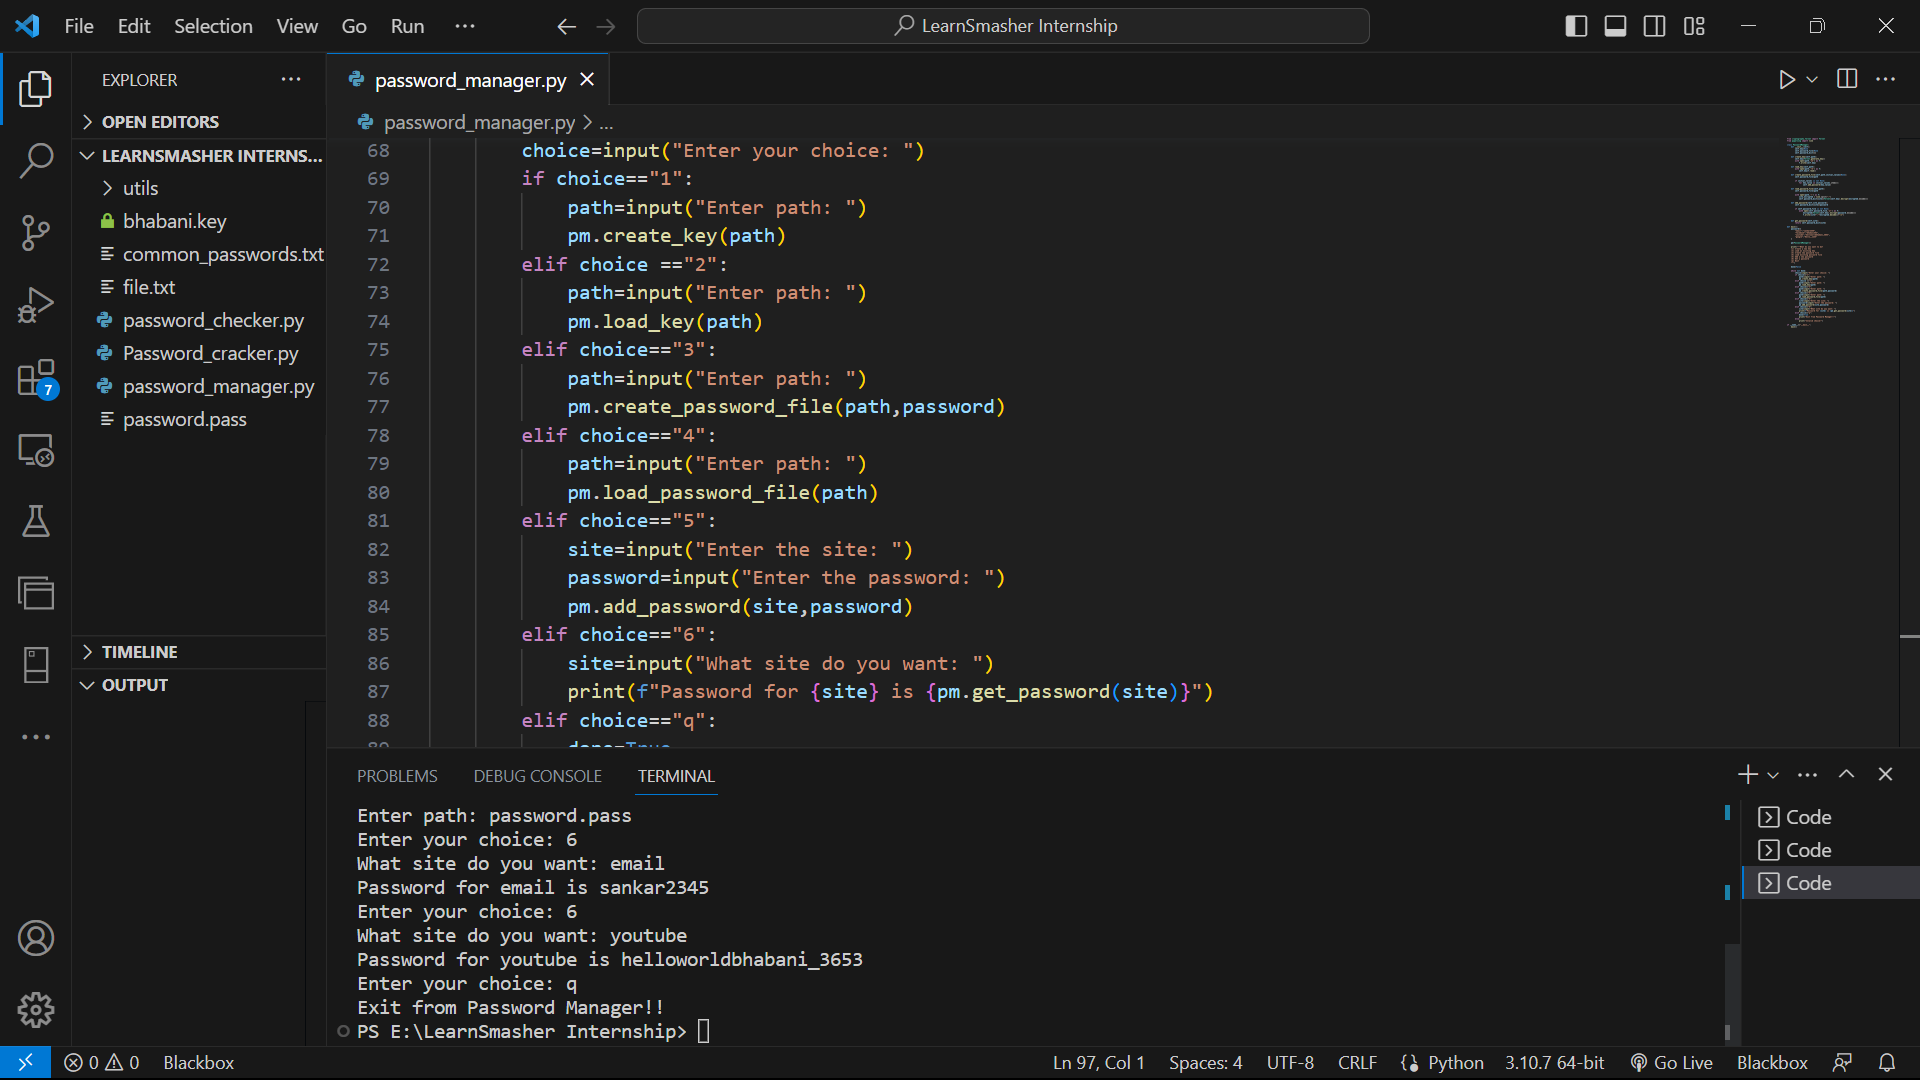 File Edit Selection View Go Run ...
LearnSmasher Internship
EXPLORER
OPEN EDITORS
LEARNSMASHER INTERNS...
utils
bhabani.key
common_passwords.txt
file.txt
password_checker.py
Password_cracker.py
password_manager.py
password.pass
TIMELINE
OUTPUT
7
password_manager.py
password_manager.py > ...
68 choice=input("Enter your choice: ")
69 if choice=="1":
70 path=input("Enter path: ")
71 pm.create_key(path)
72 elif choice =="2":
73 path=input("Enter path: ")
74 pm.load_key(path)
75 elif choice=="3":
76 path=input("Enter path: ")
77 pm.create_password_file(path,password)
78 elif choice=="4":
79 path=input("Enter path: ")
80 pm.load_password_file(path)
81 elif choice=="5":
82 site=input("Enter the site: ")
83 password=input("Enter the password: ")
84 pm.add_password(site,password)
85 elif choice=="6":
86 site=input("What site do you want: ")
87 print(f"Password for {site} is {pm.get_password(site)}")
88 elif choice=="q":
89 done=True
PROBLEMS DEBUG CONSOLE TERMINAL
Enter path: password.pass
Enter your choice: 6
What site do you want: email
Password for email is sankar2345
Enter your choice: 6
What site do you want: youtube
Password for youtube is helloworldbhabani_3653
Enter your choice: q
Exit from Password Manager!!
PS E:\LearnSmasher Internship>
Code
Code
Code
0 0 Blackbox
Ln 97, Col 1 Spaces: 4 UTF-8 CRLF {} Python 3.10.7 64-bit Go Live Blackbox